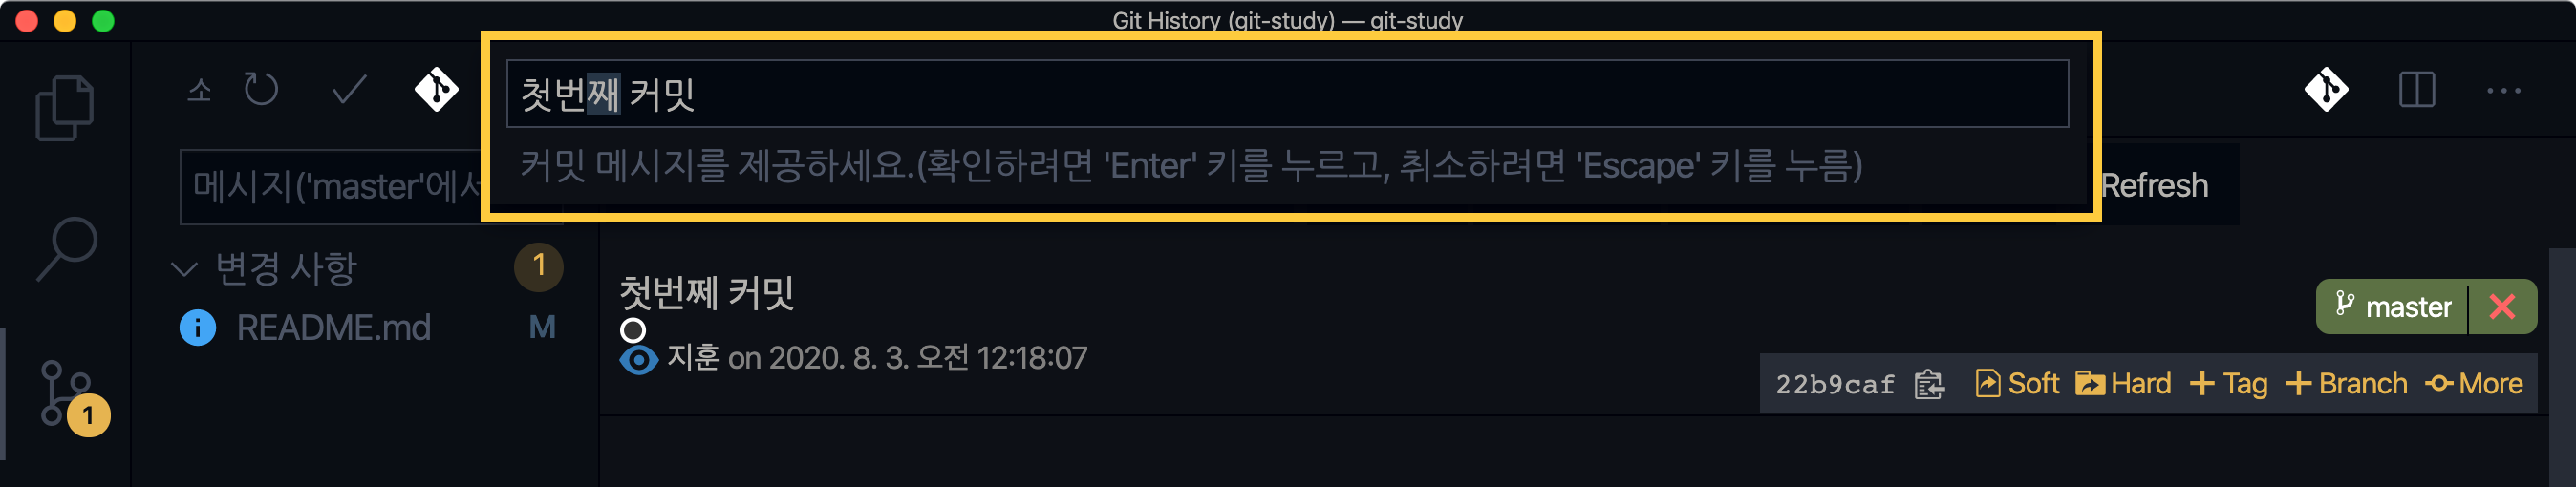 Git History (git-study) — git-study
소
첫번째 커밋
커밋 메시지를 제공하세요.(확인하려면 'Enter' 키를 누르고, 취소하려면 'Escape' 키를 누름)
메시지('master'에서
Refresh
변경 사항 1
README.md M
1
첫번쩨 커밋
master
지훈 on 2020. 8. 3. 오전 12:18:07
22b9caf Soft Hard Tag Branch More